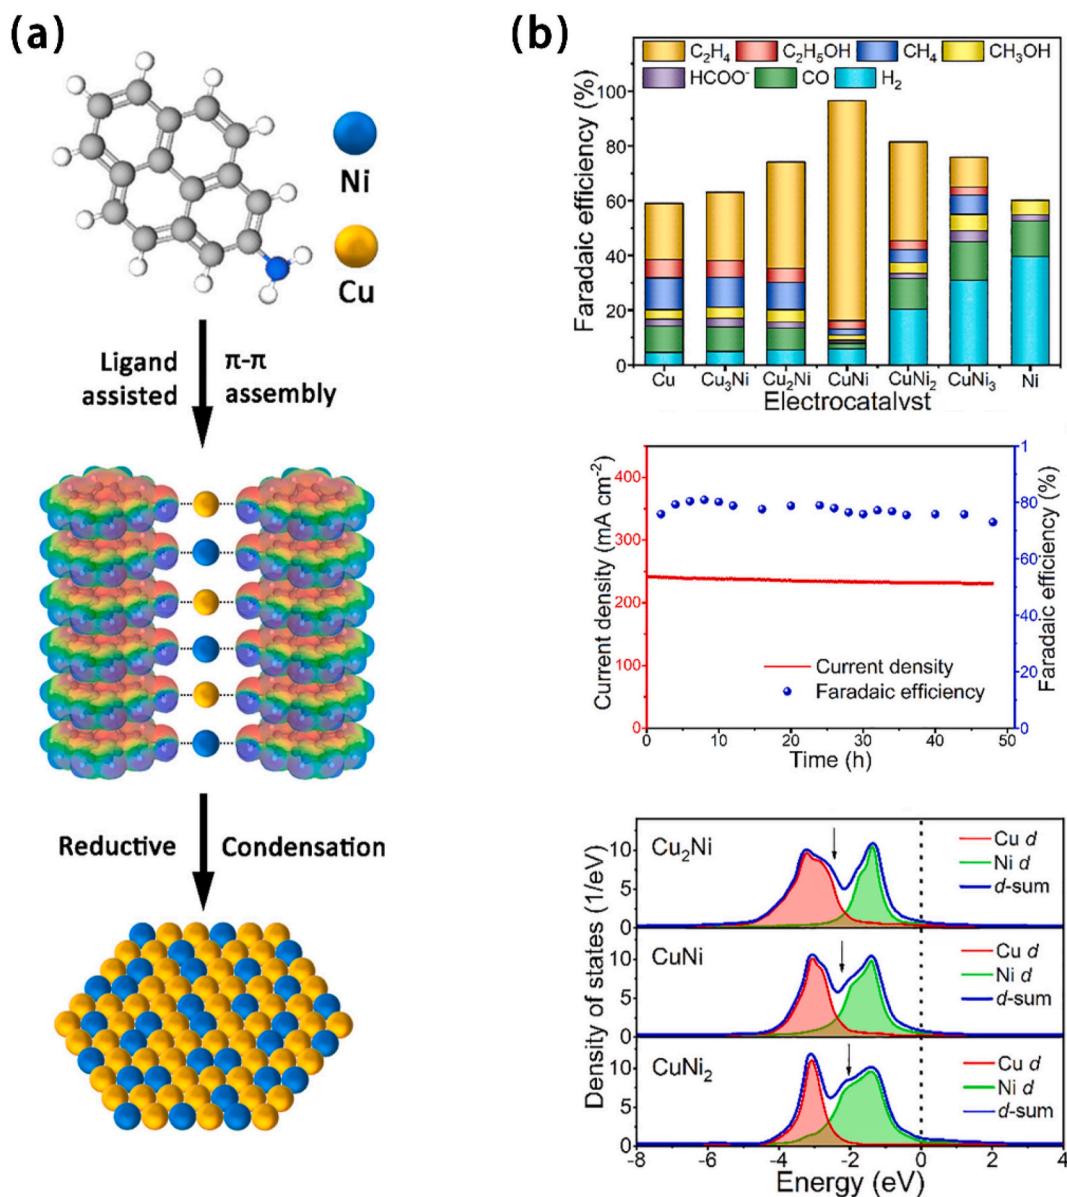 (a)
Ni
Cu
Ligand assisted
π-π assembly
Reductive
Condensation
(b)
C₂H₄ C₂H₅OH CH₄ CH₃OH
HCOO⁻ CO H₂
Faradaic efficiency (%)
100
80
60
40
20
0
Cu Cu₃Ni Cu₂Ni CuNi CuNi₂ CuNi₃ Ni
Electrocatalyst
Current density (mA cm⁻²)
400
300
200
100
0
1
80
60
40
20
0
Faradaic efficiency (%)
Current density
Faradaic efficiency
0 10 20 30 40 50
Time (h)
Density of states (1/eV)
Cu₂Ni
10
5
0
Cu d
Ni d
d-sum
CuNi
10
5
0
Cu d
Ni d
d-sum
CuNi₂
10
5
0
Cu d
Ni d
d-sum
-8 -6 -4 -2 0 2 4
Energy (eV)